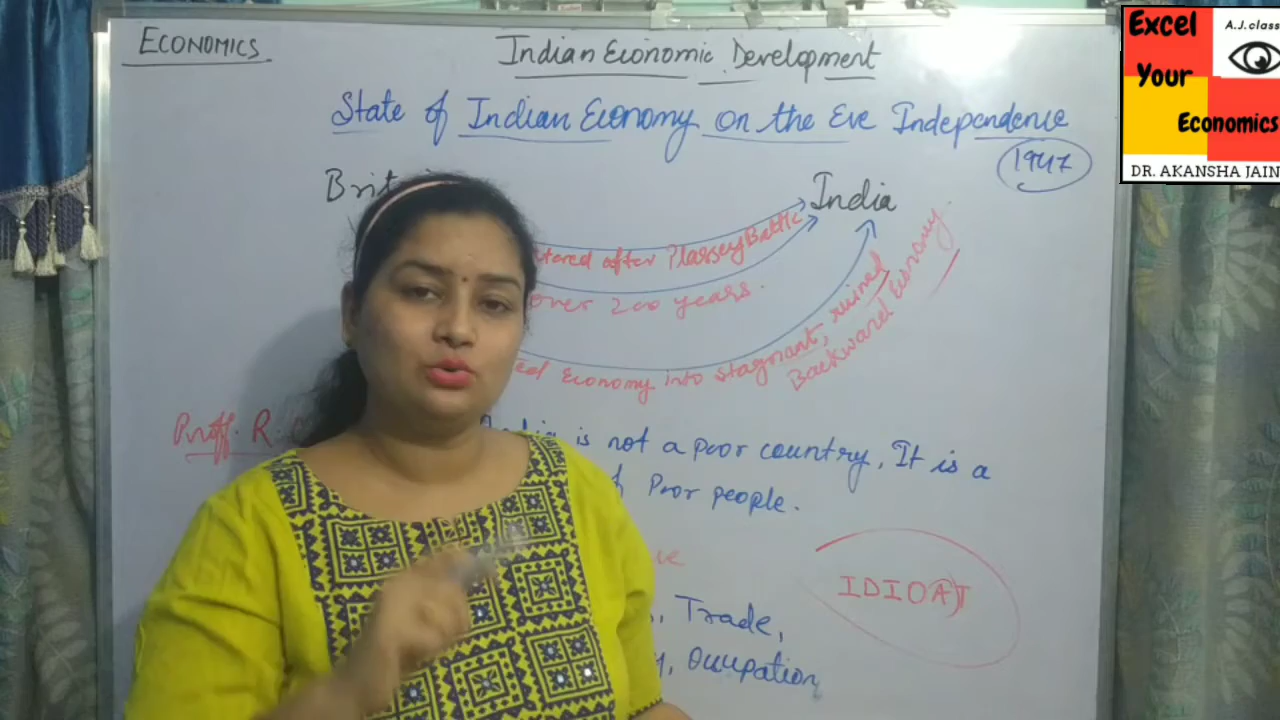 ECONOMICS
Indian Economic Development
State of Indian Economy on the Eve Independence
1947
India
after Plassey Battle
over 200 years.
Economy into stagnant, ruined
Backward Economy
Proff. R.
is not a poor country, It is a
Poor people.
IDIOAT
Trade,
Occupation
Excel
Your
Economics
A.J.class
DR. AKANSHA JAIN